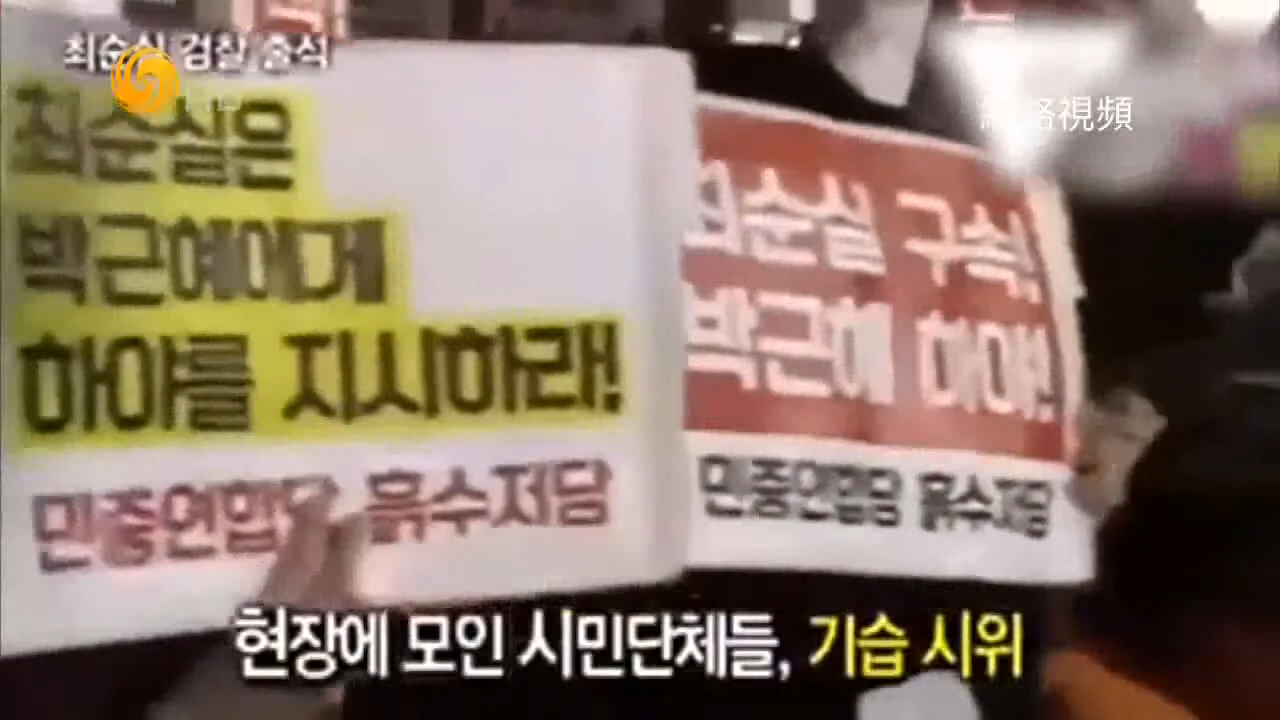 최순실 검찰 출석
視頻
최순실은
박근혜에게
하야를 지시하라!
민중연합당 흙수저당
최순실 구속,
박근혜 하야!
민중연합당 흙수저당
현장에 모인 시민단체들, 기습 시위